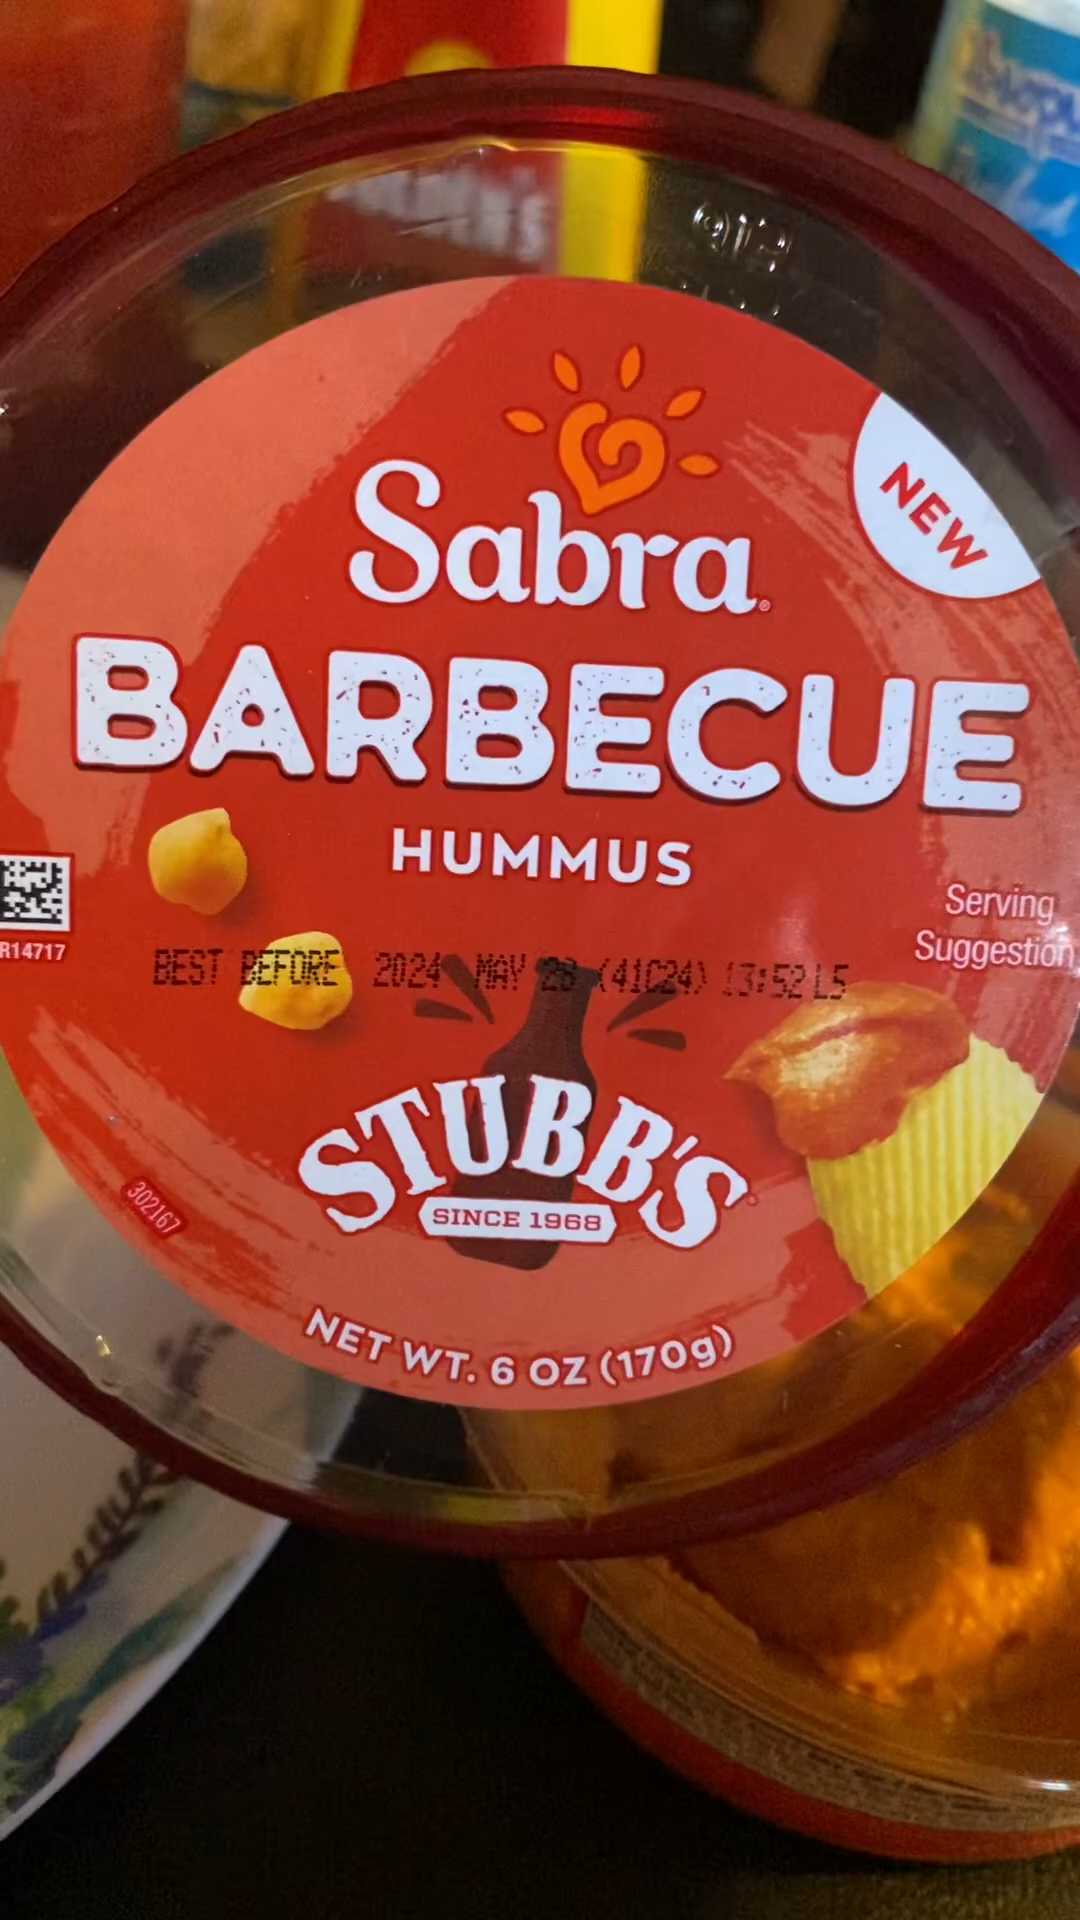 NEW
Sabra
BARBECUE
HUMMUS
Serving
Suggestion
R14717
BEST BEFORE 2024 MAY 28 (41C24) 13:52 L5
STUBB'S
SINCE 1968
302167
NET WT. 6 OZ (170g)